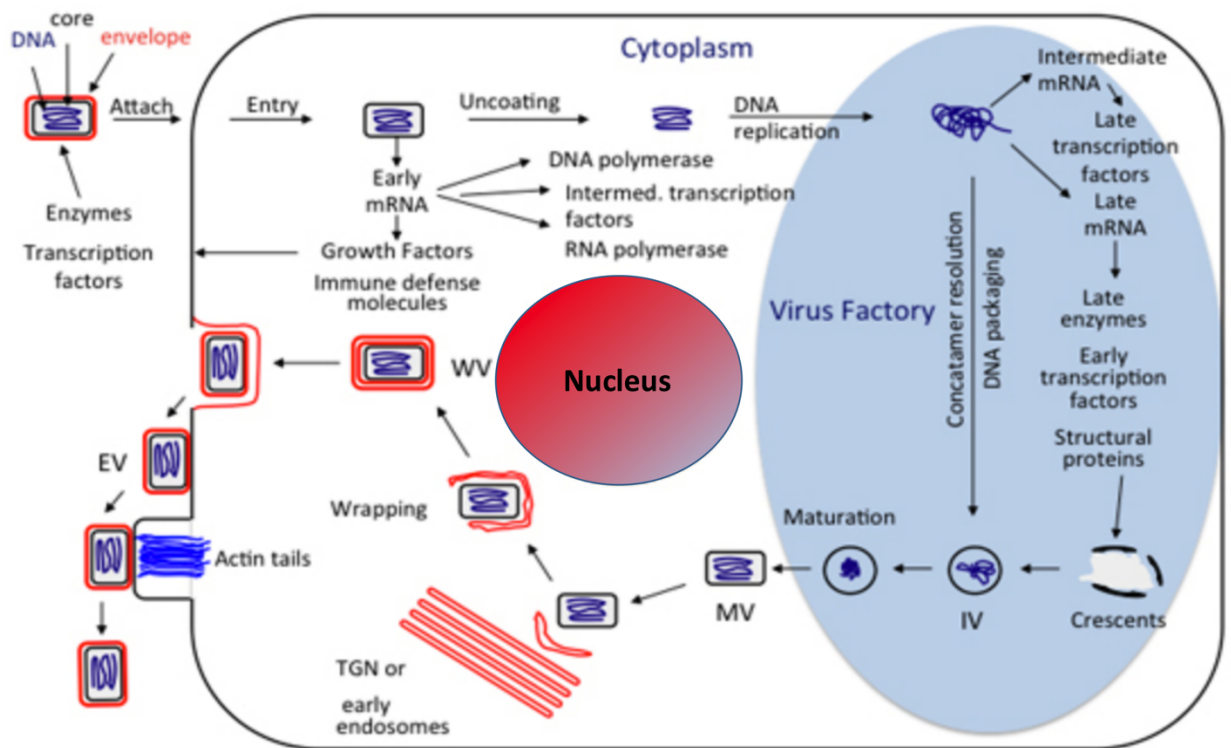 core
DNA
envelope
Attach
Enzymes
Transcription
factors
Cytoplasm
Entry
Uncoating
DNA
replication
Early
mRNA
DNA polymerase
Intermed. transcription
factors
RNA polymerase
Growth Factors
Immune defense
molecules
Intermediate
mRNA
Late
transcription
factors
Late
mRNA
Late
enzymes
Early
transcription
factors
Structural
proteins
Virus Factory
Concatamer resolution
DNA packaging
Nucleus
WV
EV
Wrapping
Actin tails
Maturation
MV
IV
Crescents
TGN or
early
endosomes